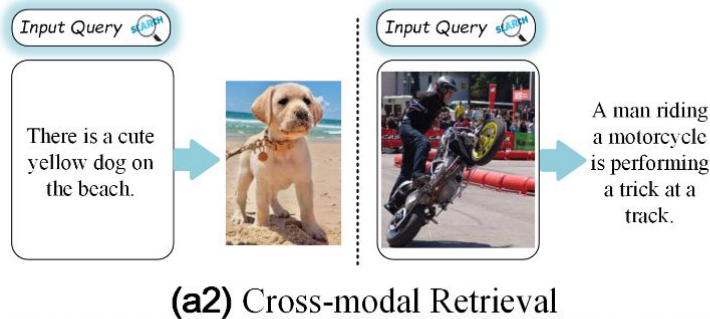 Input Query SEARCH
There is a cute
yellow dog on
the beach.
Input Query SEARCH
A man riding
a motorcycle
is performing
a trick at a
track.
(a2) Cross-modal Retrieval